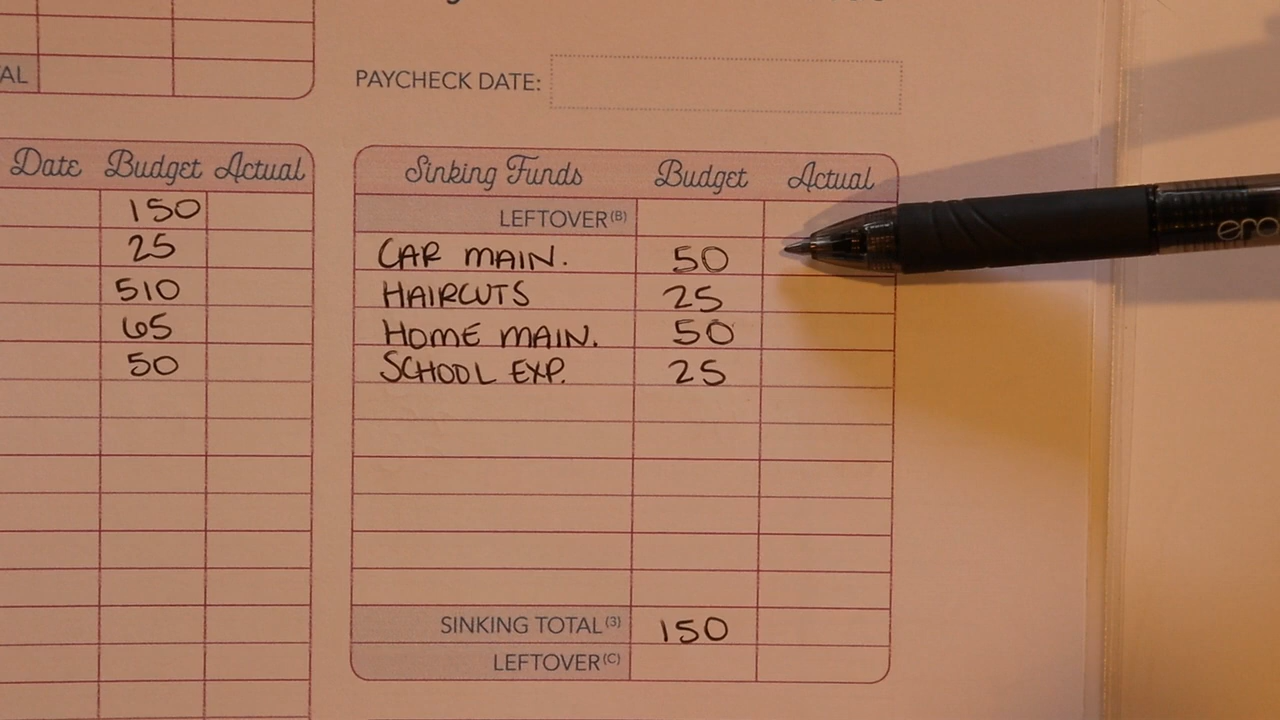 TAL
PAYCHECK DATE:
Date Budget Actual
150
25
510
65
50
Sinking Funds Budget Actual
LEFTOVER(B)
CAR MAIN. 50
HAIRCUTS 25
HOME MAIN. 50
SCHOOL EXP. 25
SINKING TOTAL(3) 150
LEFTOVER(C)